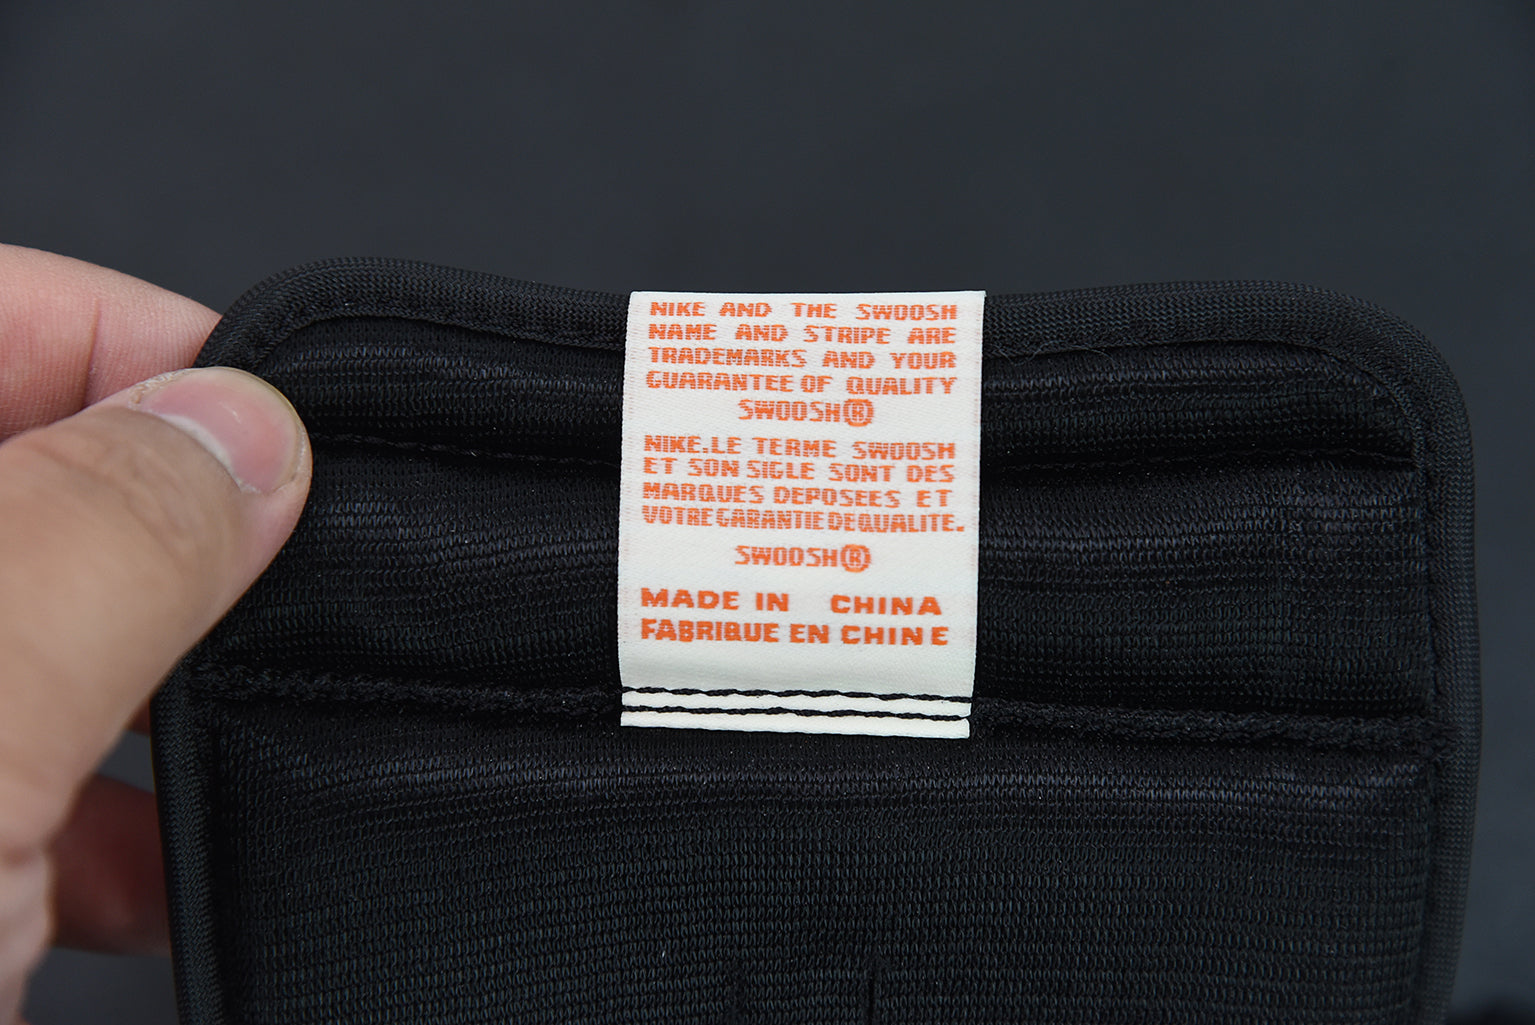 NIKE AND THE SWOOSH
NAME AND STRIPE ARE
TRADEMARKS AND YOUR
GUARANTEE OF QUALITY
SWOOSH®
NIKE.LE TERME SWOOSH
ET SON SIGLE SONT DES
MARQUES DEPOSEES ET
VOTRE GARANTIE DE QUALITE.
SWOOSH®
MADE IN CHINA
FABRIQUE EN CHINE